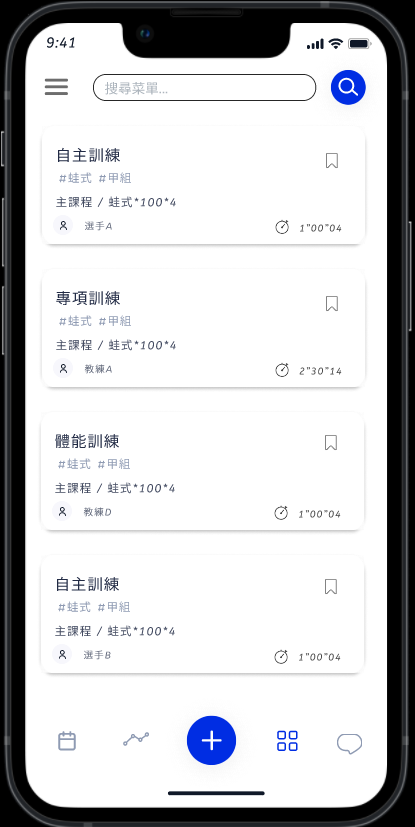 9:41
搜尋菜單...
自主訓練
#蛙式 #甲組
主課程 / 蛙式*100*4
選手A
1"00"04
專項訓練
#蛙式 #甲組
主課程 / 蛙式*100*4
教練A
2"30"14
體能訓練
#蛙式 #甲組
主課程 / 蛙式*100*4
教練D
1"00"04
自主訓練
#蛙式 #甲組
主課程 / 蛙式*100*4
選手B
1"00"04